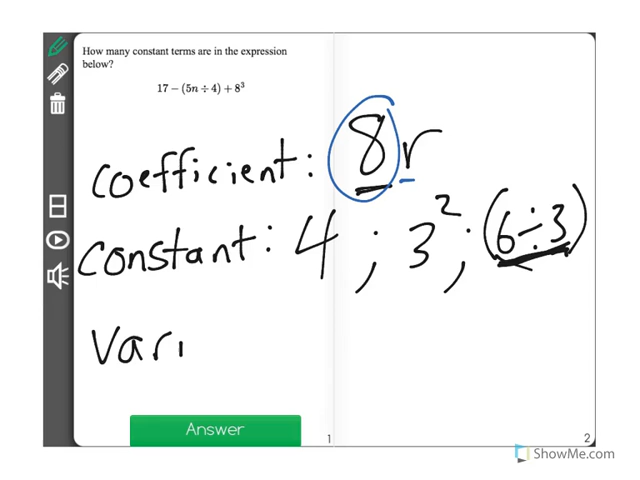 How many constant terms are in the expression
below?
17 − (5n ÷ 4) + 8³
coefficient: 8r
constant: 4 ; 3² ; (6÷3)
Vari
Answer
1
2
ShowMe.com